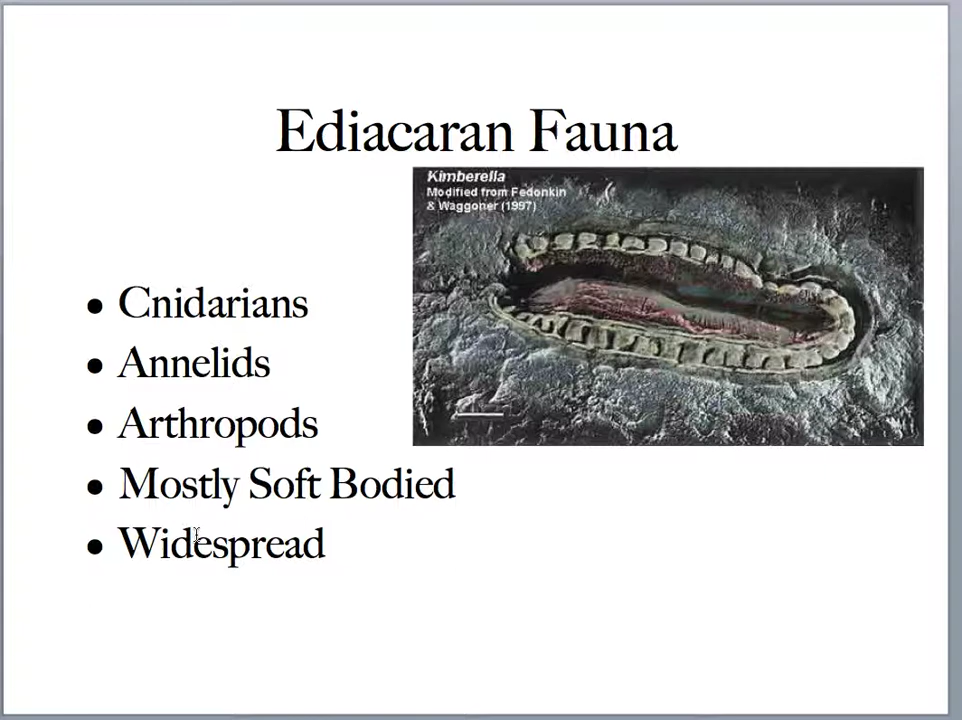 Ediacaran Fauna
Kimberella
Modified from Fedonkin
& Waggoner (1997)
• Cnidarians
• Annelids
• Arthropods
• Mostly Soft Bodied
• Widespread